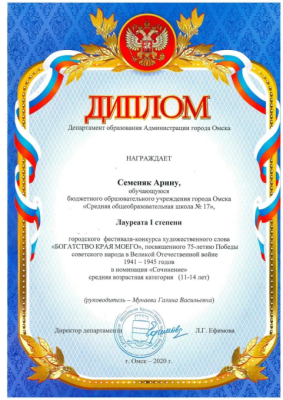 ДИПЛОМ
Департамент образования Администрации города Омска
НАГРАЖДАЕТ
Семеняк Арину,
обучающуюся
бюджетного образовательного учреждения города Омска
«Средняя общеобразовательная школа № 17»,
Лауреата I степени
городского фестиваля-конкурса художественного слова
«БОГАТСТВО КРАЯ МОЕГО», посвященного 75-летию Победы
советского народа в Великой Отечественной войне
1941 – 1945 годов
в номинации «Сочинение»
средняя возрастная категория (11-14 лет)
(руководитель – Мунаева Галина Васильевна)
Директор департамента Л.Г. Ефимова
г. Омск – 2020 г.